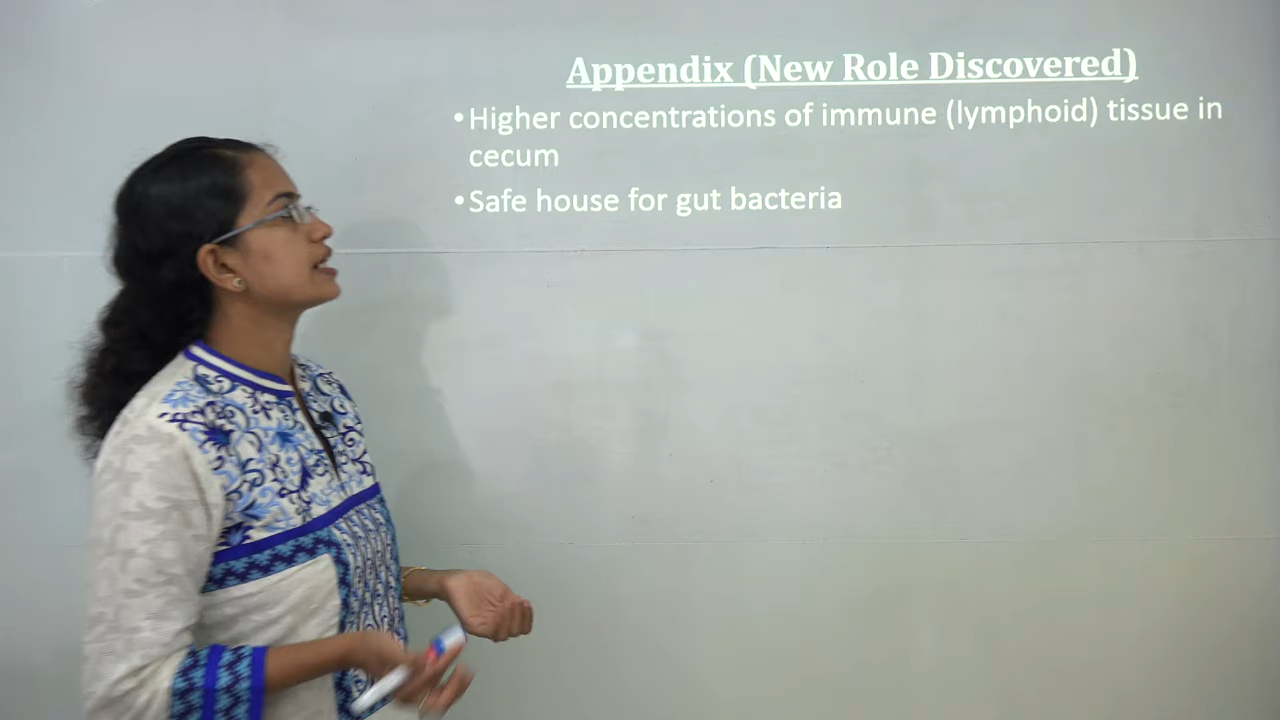 Appendix (New Role Discovered)
•Higher concentrations of immune (lymphoid) tissue in
cecum
•Safe house for gut bacteria